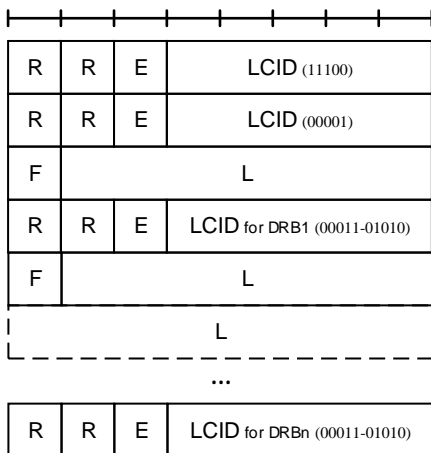 R R E LCID (11100)
R R E LCID (00001)
F L
R R E LCID for DRB1 (00011-01010)
F L
L
...
R R E LCID for DRBn (00011-01010)